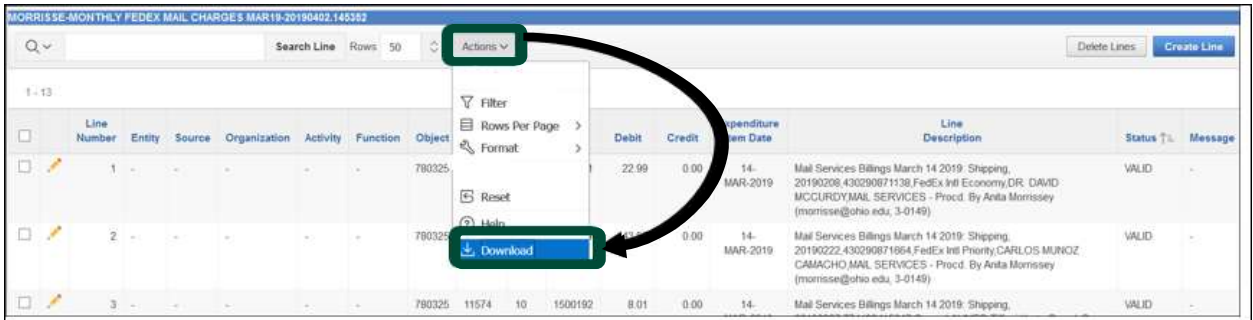 MORRISSE-MONTHLY FEDEX MAIL CHARGES MAR19-20190402.145352
Search Line Rows 50 Actions Delete Lines Create Line
1 - 13
Filter
Rows Per Page
Format
Reset
Help
Download
Line Number Entity Source Organization Activity Function Object Debit Credit Item Date Line Description Status Message
1 - - - - - 780325 1 22.99 0.00 14-MAR-2019 VALID -
Mail Services Billings March 14 2019: Shipping,
20190208,430290871138,FedEx Intl Economy,DR. DAVID
MCCURDY,MAIL SERVICES - Procd. By Anita Morrissey
(morrisse@ohio.edu, 3-0149)
2 - - - - - 780325 0.00 14-MAR-2019 VALID -
Mail Services Billings March 14 2019: Shipping,
20190222,430290871664,FedEx Intl Priority,CARLOS MUNOZ
CAMACHO,MAIL SERVICES - Procd. By Anita Morrissey
(morrisse@ohio.edu, 3-0149)
3 - - - - - 780325 11574 10 1500192 8.01 0.00 14- VALID -
Mail Services Billings March 14 2019: Shipping,